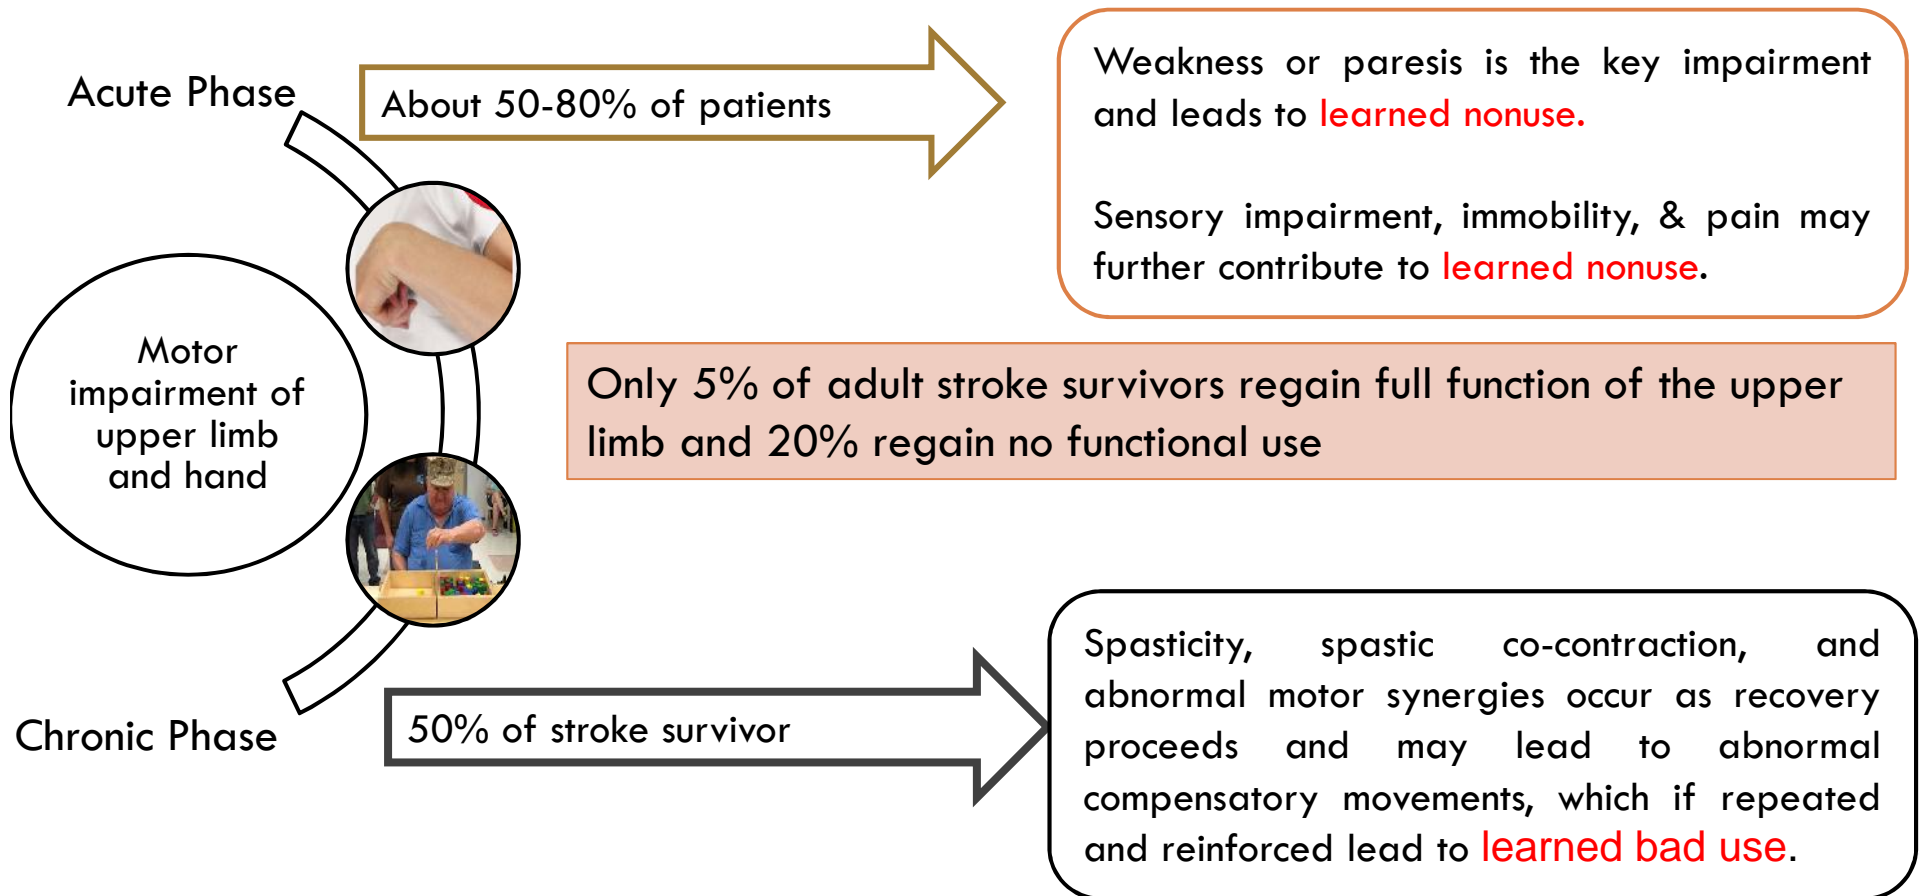 Acute Phase
About 50-80% of patients
Weakness or paresis is the key impairment
and leads to learned nonuse.
Sensory impairment, immobility, & pain may
further contribute to learned nonuse.
Motor
impairment of
upper limb
and hand
Only 5% of adult stroke survivors regain full function of the upper
limb and 20% regain no functional use
Chronic Phase
50% of stroke survivor
Spasticity, spastic co-contraction, and
abnormal motor synergies occur as recovery
proceeds and may lead to abnormal
compensatory movements, which if repeated
and reinforced lead to learned bad use.